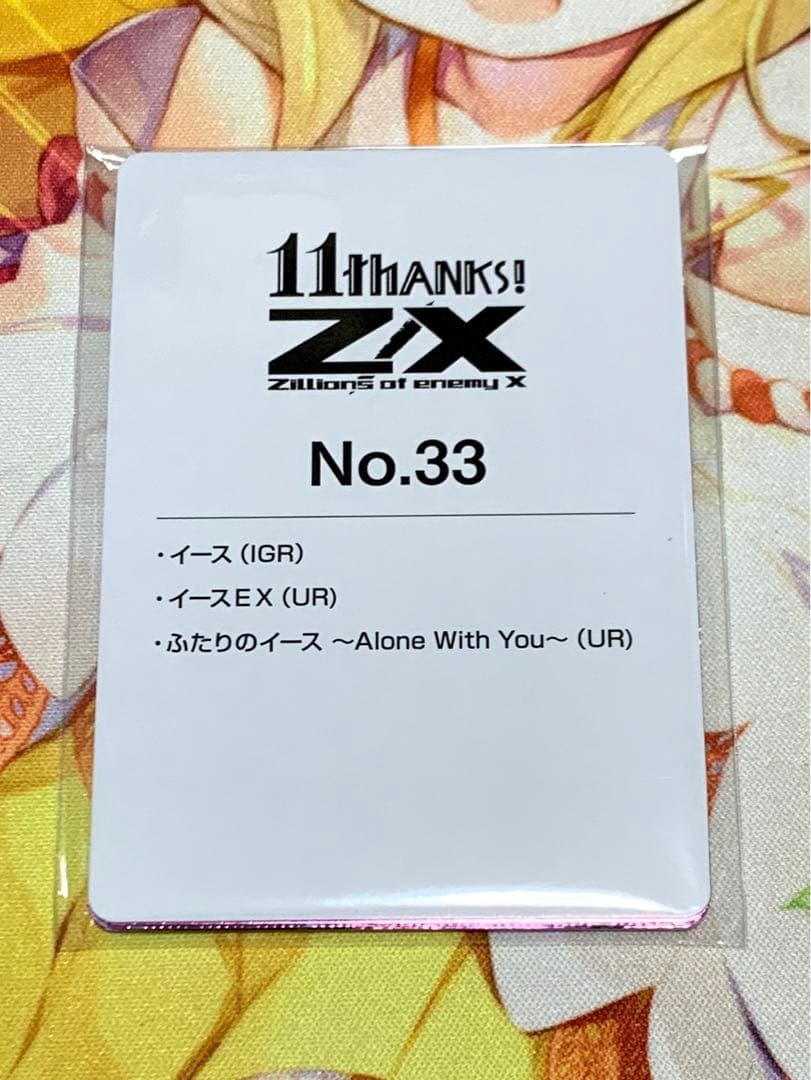 11thANKS!
Z/X
Zillions of enemy X
No.33
・イース（IGR）
・イースEX（UR）
・ふたりのイース ～Alone With You～（UR）